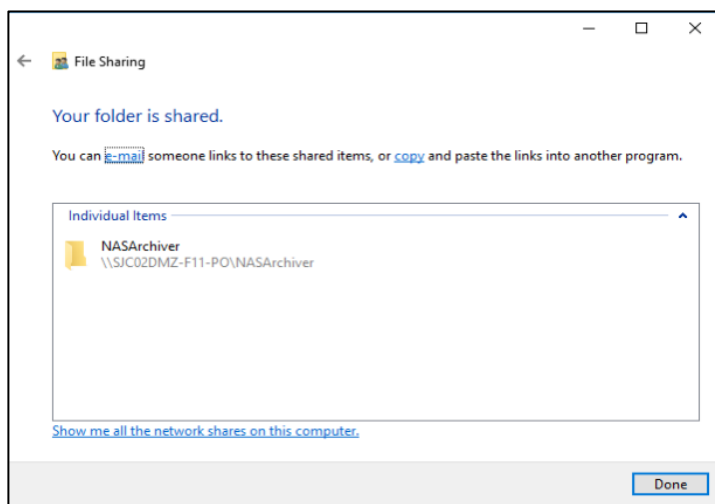 File Sharing
Your folder is shared.
You can e-mail someone links to these shared items, or copy and paste the links into another program.
Individual Items
NASArchiver
\\SJC02DMZ-F11-PO\NASArchiver
Show me all the network shares on this computer.
Done